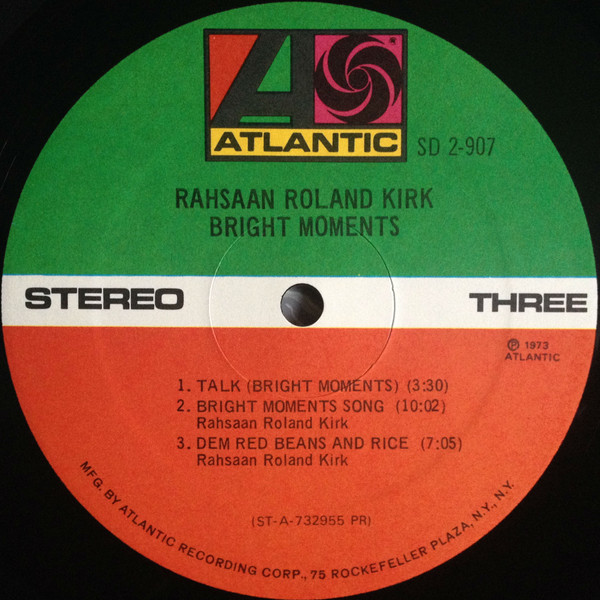 ATLANTIC
SD 2-907
RAHSAAN ROLAND KIRK
BRIGHT MOMENTS
STEREO
THREE
℗ 1973
ATLANTIC
1. TALK (BRIGHT MOMENTS) (3:30)
2. BRIGHT MOMENTS SONG (10:02)
Rahsaan Roland Kirk
3. DEM RED BEANS AND RICE (7:05)
Rahsaan Roland Kirk
(ST-A-732955 PR)
MFG. BY ATLANTIC RECORDING CORP., 75 ROCKEFELLER PLAZA, N.Y., N.Y.